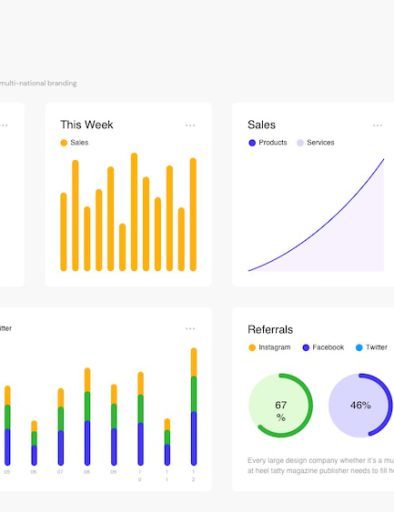 multi-national branding
This Week
Sales
Sales
Products
Services
itter
05
06
07
08
09
1
0
1
1
1
2
Referrals
Instagram
Facebook
Twitter
67
%
46%
Every large design company whether it's a mu
at heel tatty magazine publisher needs to fill h